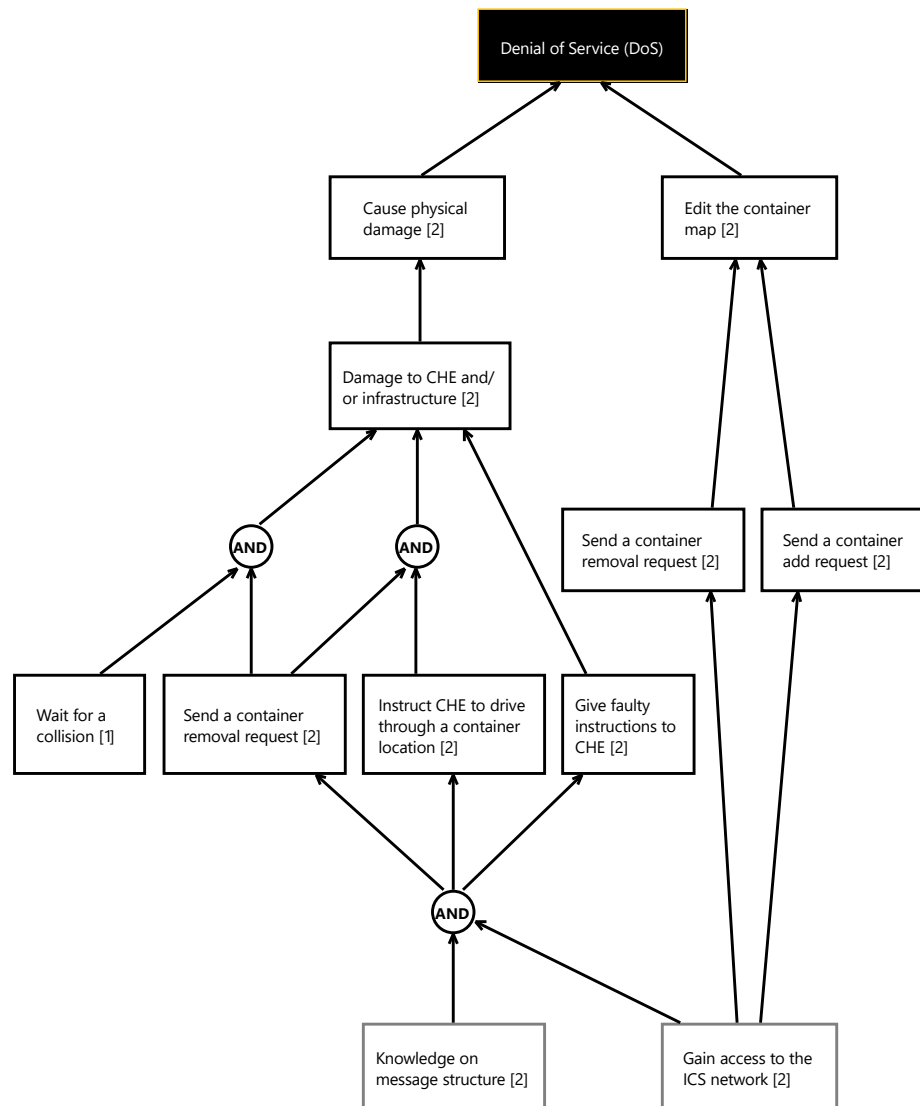 Denial of Service (DoS)
Cause physical
damage [2]
Edit the container
map [2]
Damage to CHE and/
or infrastructure [2]
AND
AND
Send a container
removal request [2]
Send a container
add request [2]
Wait for a
collision [1]
Send a container
removal request [2]
Instruct CHE to drive
through a container
location [2]
Give faulty
instructions to
CHE [2]
AND
Knowledge on
message structure [2]
Gain access to the
ICS network [2]